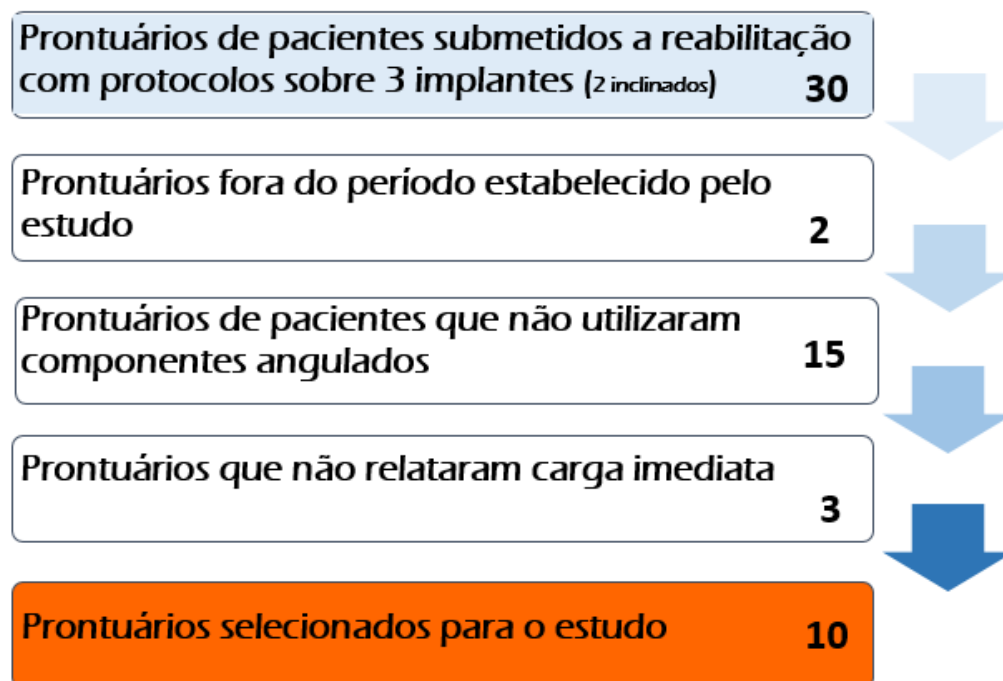 Prontuários de pacientes submetidos a reabilitação
com protocolos sobre 3 implantes (2 inclinados) 30
Prontuários fora do período estabelecido pelo
estudo 2
Prontuários de pacientes que não utilizaram
componentes angulados 15
Prontuários que não relataram carga imediata
3
Prontuários selecionados para o estudo 10